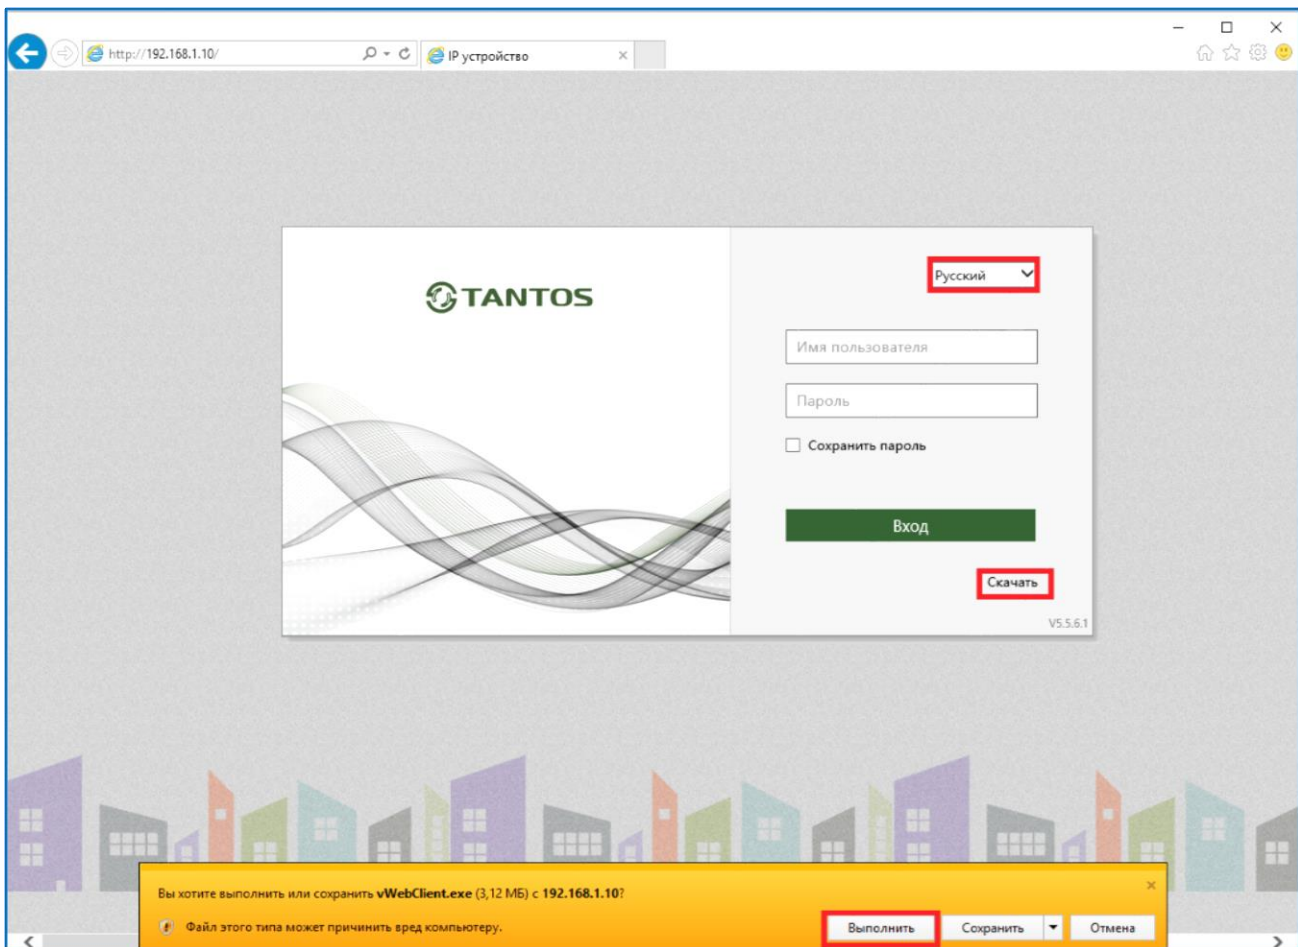 http://192.168.1.10/
IP устройство
TANTOS
Русский
Имя пользователя
Пароль
Сохранить пароль
Вход
Скачать
V5.5.6.1
Вы хотите выполнить или сохранить vWebClient.exe (3,12 МБ) с 192.168.1.10?
Файл этого типа может причинить вред компьютеру.
Выполнить
Сохранить
Отмена